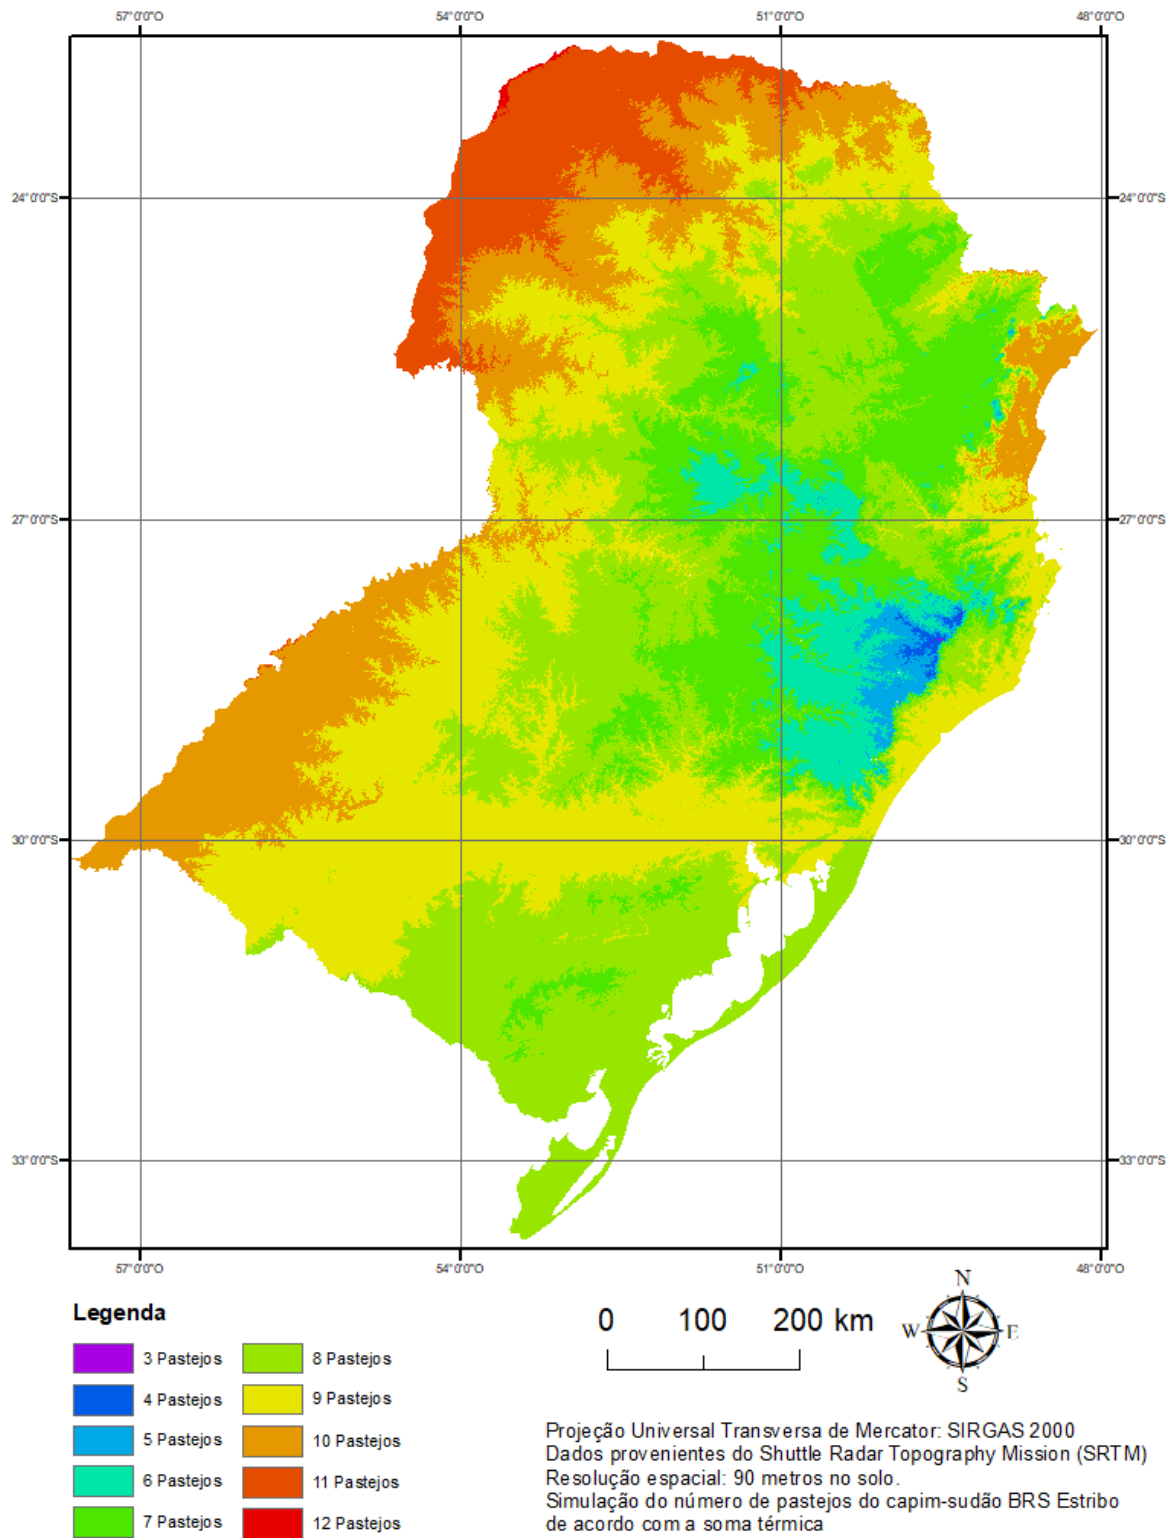 57°0'0"O 54°0'0"O 51°0'0"O 48°0'0"O
24°0'0"S 24°0'0"S
27°0'0"S 27°0'0"S
30°0'0"S 30°0'0"S
33°0'0"S 33°0'0"S
57°0'0"O 54°0'0"O 51°0'0"O 48°0'0"O
Legenda
3 Pastejos
4 Pastejos
5 Pastejos
6 Pastejos
7 Pastejos
8 Pastejos
9 Pastejos
10 Pastejos
11 Pastejos
12 Pastejos
0 100 200 km
N
W E
S
Projeção Universal Transversa de Mercator: SIRGAS 2000
Dados provenientes do Shuttle Radar Topography Mission (SRTM)
Resolução espacial: 90 metros no solo.
Simulação do número de pastejos do capim-sudão BRS Estribo
de acordo com a soma térmica